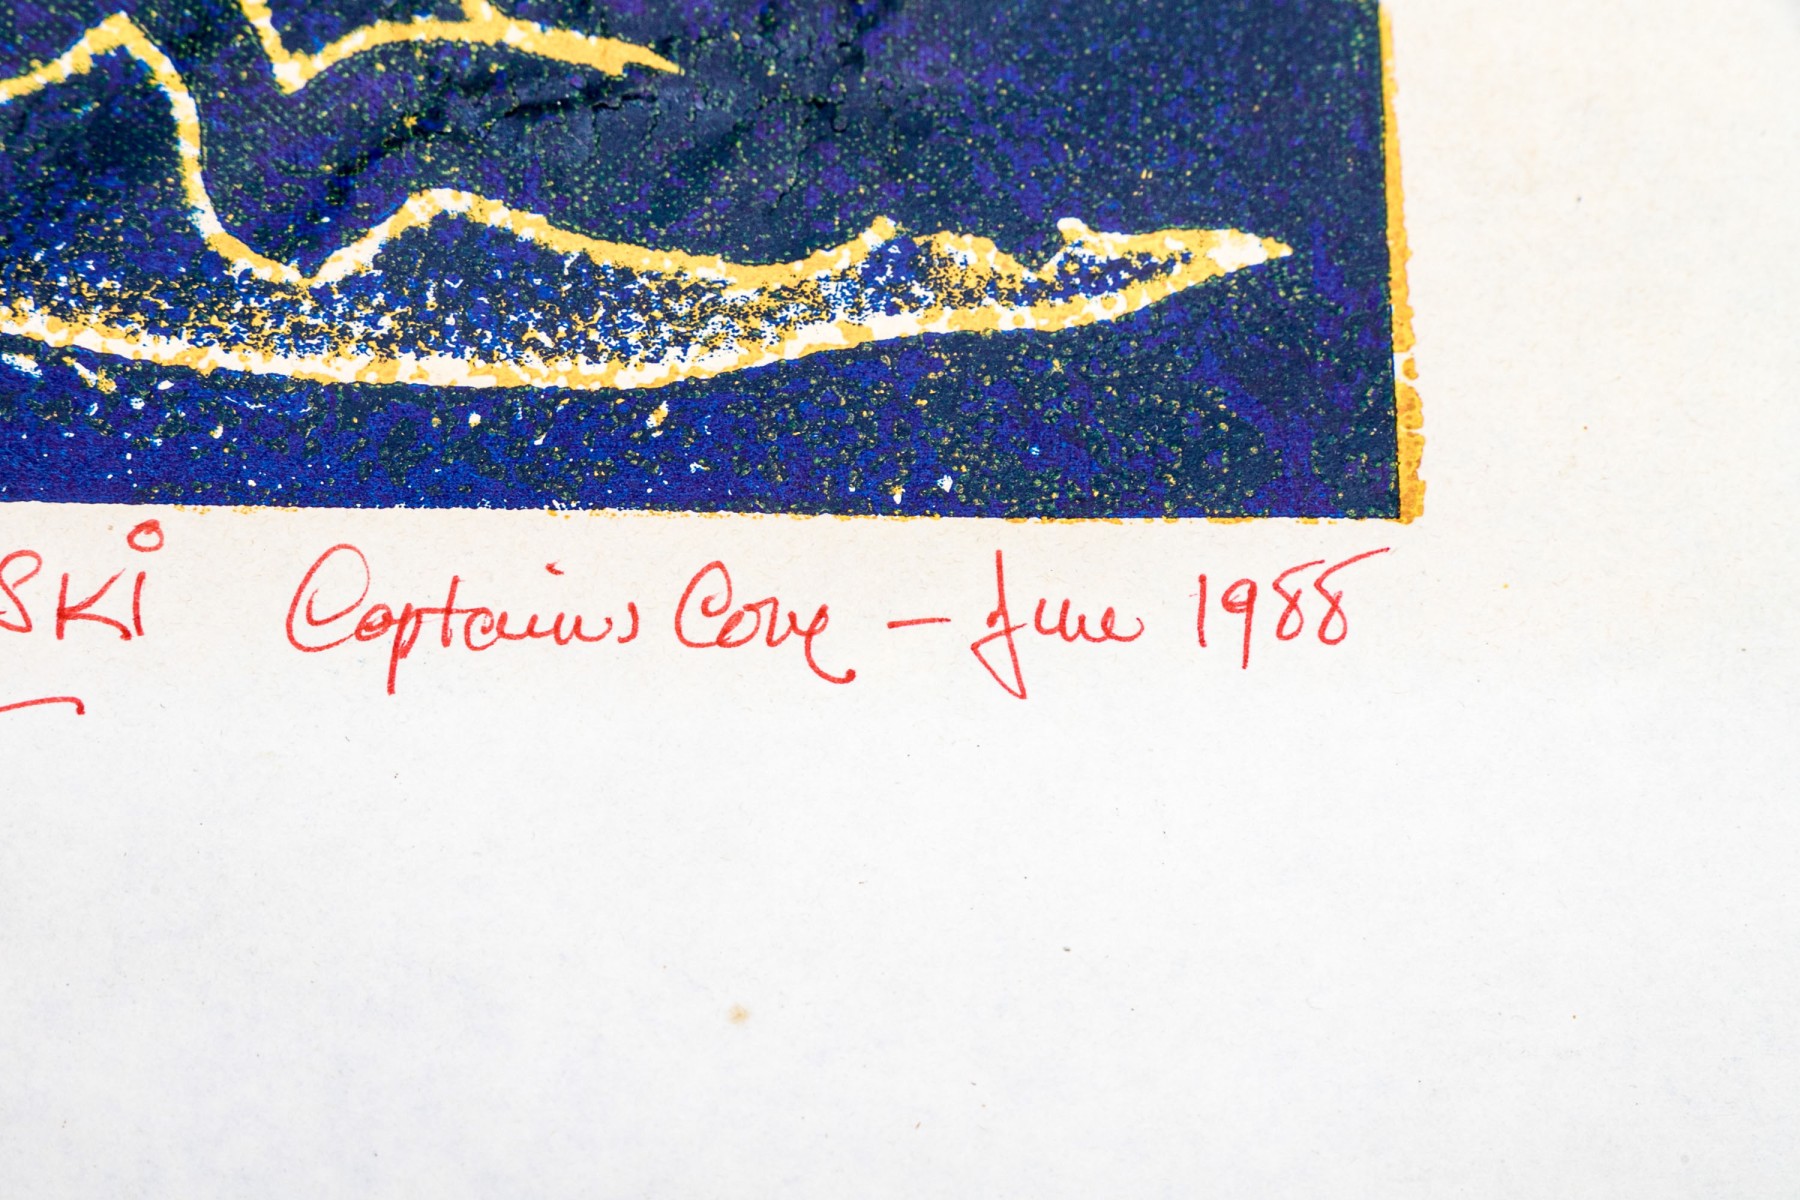 SKi Captains Cove – June 1988